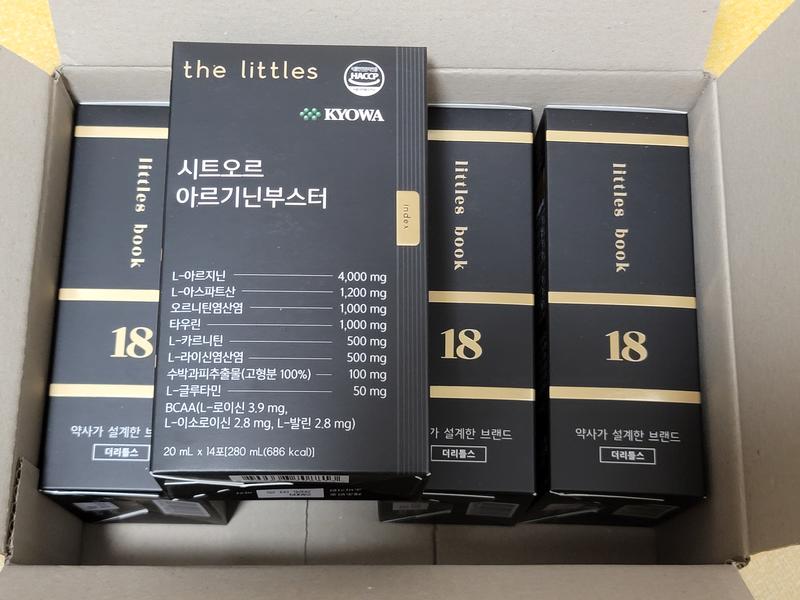 the littles
HACCP
KYOWA
시트오르
아르기닌부스터
index
L-아르지닌 4,000 mg
L-아스파트산 1,200 mg
오르니틴염산염 1,000 mg
타우린 1,000 mg
L-카르니틴 500 mg
L-라이신염산염 500 mg
수박과피추출물(고형분 100%) 100 mg
L-글루타민 50 mg
BCAA(L-로이신 3.9 mg,
L-이소로이신 2.8 mg, L-발린 2.8 mg)
20 mL x 14포[280 mL(686 kcal)]
littles book
18
약사가 설계한
더리틀스
littles book
18
가 설계한 브랜드
더리틀스
littles book
18
약사가 설계한 브랜드
더리틀스